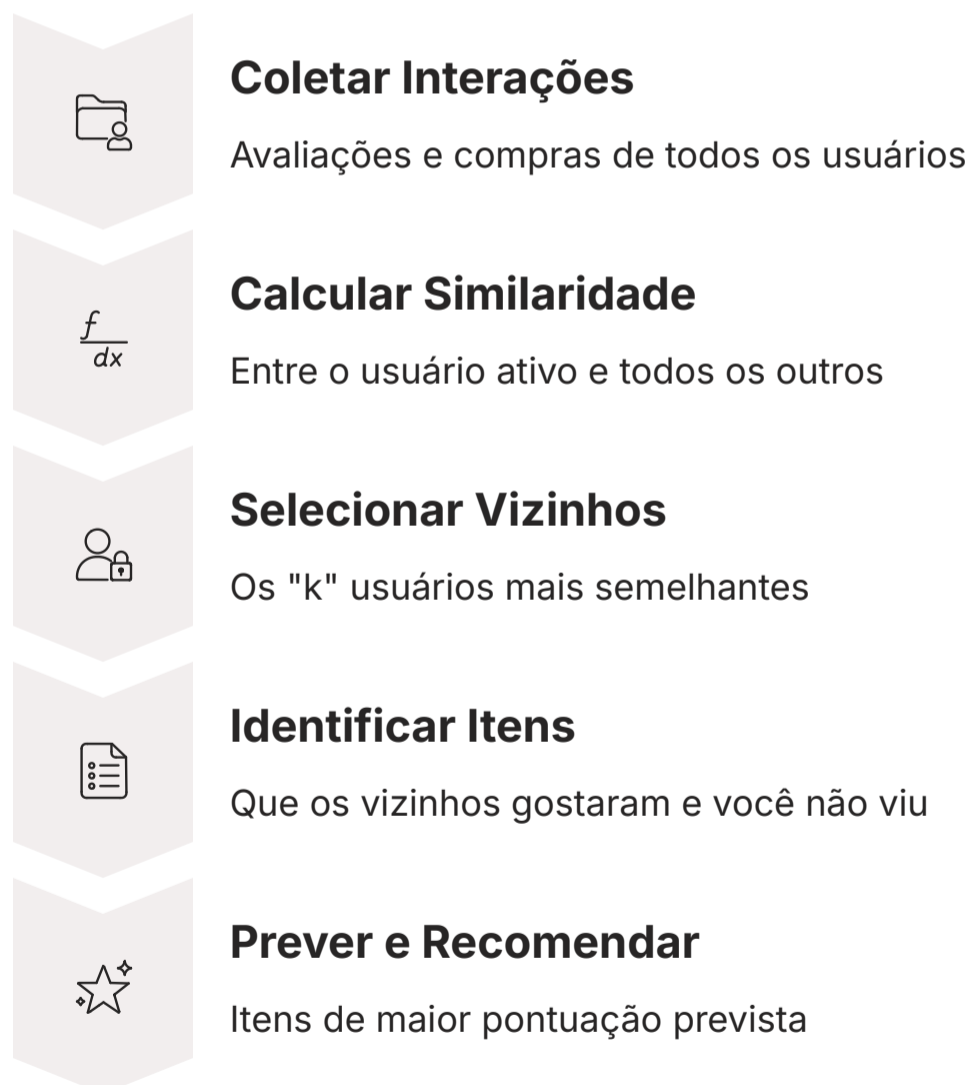 Coletar Interações
Avaliações e compras de todos os usuários
f
dx
Calcular Similaridade
Entre o usuário ativo e todos os outros
Selecionar Vizinhos
Os "k" usuários mais semelhantes
Identificar Itens
Que os vizinhos gostaram e você não viu
Prever e Recomendar
Itens de maior pontuação prevista